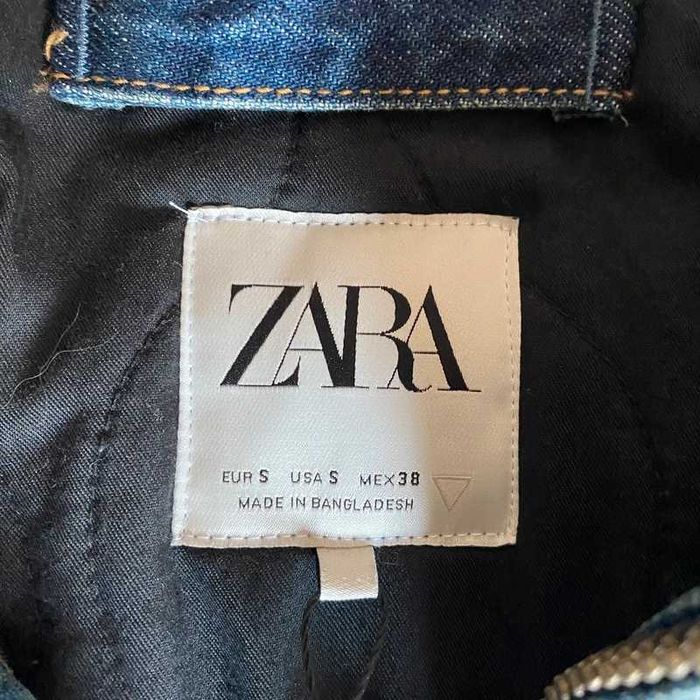 ZARA
EUR S USA S MEX 38
MADE IN BANGLADESH